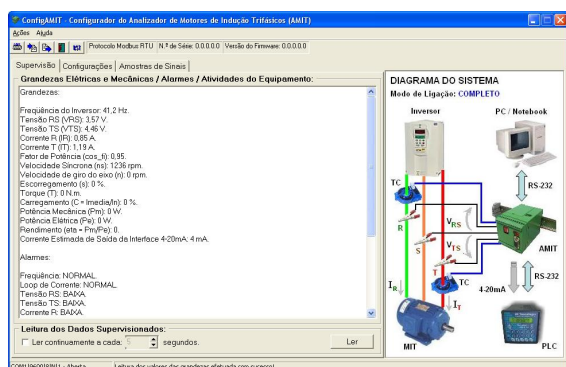 ConfigAMIT - Configurador do Analizador de Motores de Indução Trifásicos (AMIT)
Ações Ajuda
Protocolo Modbus RTU N.º de Série: 0.0.0.0.0 Versão do Firmware: 0.0.0.0.0
Supervisão Configurações Amostras de Sinais
Grandezas Elétricas e Mecânicas / Alarmes / Atividades do Equipamento:
Grandezas:
Freqüência do Inversor: 41,2 Hz.
Tensão RS (VRS): 3,57 V.
Tensão TS (VTS): 4,46 V.
Corrente R (IR): 0,85 A.
Corrente T (IT): 1,19 A.
Fator de Potência (cos_fi): 0,95.
Velocidade Síncrona (ns): 1236 rpm.
Velocidade de giro do eixo (n): 0 rpm.
Escorregamento (s): 0 %.
Torque (T): 0 N.m.
Carregamento (C = Imedia/In): 0 %.
Potência Mecânica (Pm): 0 W.
Potência Elétrica (Pe): 0 W.
Rendimento (eta = Pm/Pe): 0.
Corrente Estimada de Saída da Interface 4-20mA: 4 mA.
Alarmes:
Frequência: NORMAL.
Loop de Corrente: NORMAL.
Tensão RS: BAIXA.
Tensão TS: BAIXA.
Corrente R: BAIXA.
Leitura dos Dados Supervisionados:
Ler continuamente a cada: 5 segundos.
Ler
DIAGRAMA DO SISTEMA
Modo de Ligação: COMPLETO
Inversor
PC / Notebook
TC
RS-232
R
VRS
S
VTS
AMIT
T
TC
RS-232
4-20mA
IR
IT
MIT
PLC
Aberta
Leitura dos valores das grandezas efetuada com sucesso!